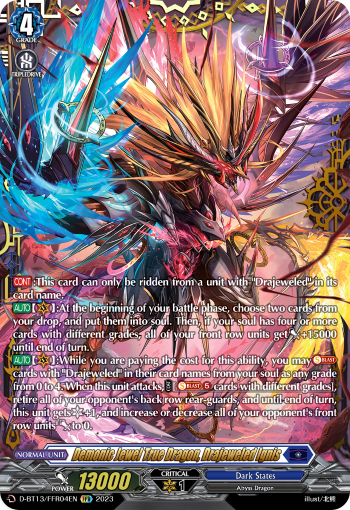 4
GRADE
TRIPLEDRIVE
CONT:This card can only be ridden from a unit with "Drajeweled" in its
card name.
AUTO:At the beginning of your battle phase, choose two cards from
your drop, and put them into soul. Then, if your soul has four or more
cards with different grades, all of your front row units get +15000
until end of turn.
AUTO:While you are paying the cost for this ability, you may
cards with "Drajeweled" in their card names from your soul as any grade
from 0 to 4. When this unit attacks, COST [ 5 cards with different grades],
retire all of your opponent's back row rear-guards, and until end of turn,
this unit gets +1, and increase or decrease all of your opponent's front
row units' to 0.
NORMAL UNIT
Demonic Jewel True Dragon, Drajeweled Ignis
POWER 13000
CRITICAL
1
Dark States
Abyss Dragon
D-BT13/FFR04EN 2023
illust/北熊